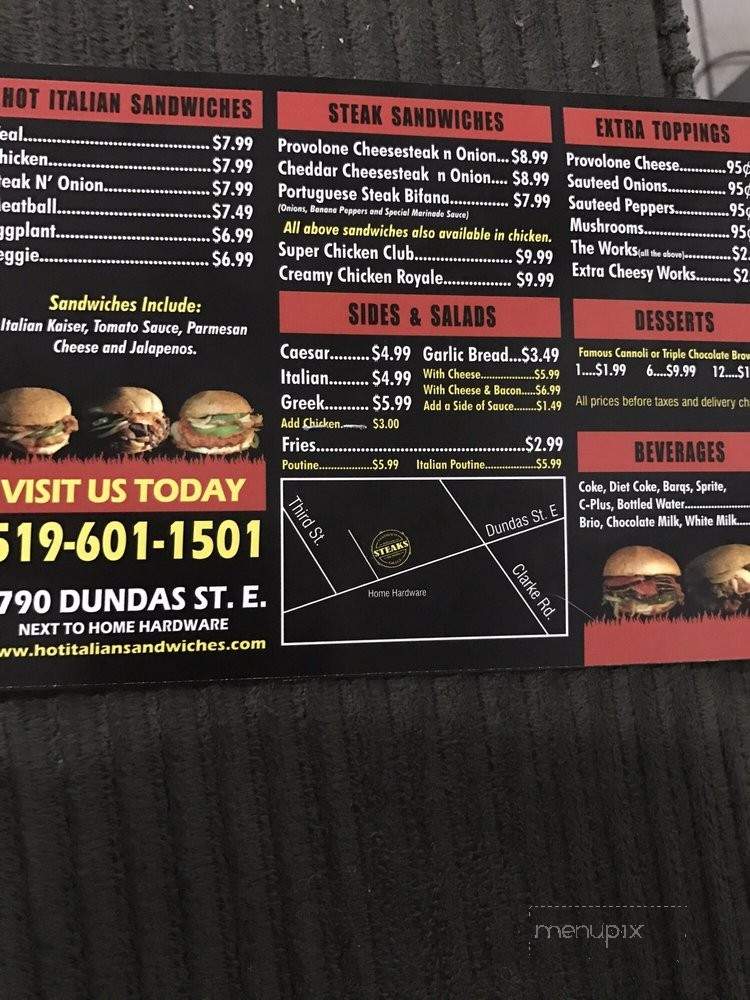 HOT ITALIAN SANDWICHES
eal.......... $7.99
hicken.......... $7.99
teak N' Onion.......... $7.99
eatball.......... $7.49
ggplant.......... $6.99
eggie.......... $6.99
Sandwiches Include:
Italian Kaiser, Tomato Sauce, Parmesan
Cheese and Jalapenos.
VISIT US TODAY
519-601-1501
790 DUNDAS ST. E.
NEXT TO HOME HARDWARE
ww.hotitaliansandwiches.com
STEAK SANDWICHES
Provolone Cheesesteak n Onion... $8.99
Cheddar Cheesesteak n Onion.... $8.99
Portuguese Steak Bifana.......... $7.99
(Onions, Banana Peppers and Special Marinade Sauce)
All above sandwiches also available in chicken.
Super Chicken Club.......... $9.99
Creamy Chicken Royale.......... $9.99
SIDES & SALADS
Caesar......... $4.99
Italian......... $4.99
Greek.......... $5.99
Add Chicken....... $3.00
Garlic Bread...$3.49
With Cheese..........$5.99
With Cheese & Bacon.....$6.99
Add a Side of Sauce........$1.49
Fries..........$2.99
Poutine..........$5.99 Italian Poutine..........$5.99
Third St.
STEAKS
Dundas St. E
Home Hardware
Clarke Rd.
EXTRA TOPPINGS
Provolone Cheese...........95¢
Sauteed Onions..........95¢
Sauteed Peppers..........95¢
Mushrooms..........95¢
The Works(all the above)..........$2.
Extra Cheesy Works........ $2
DESSERTS
Famous Cannoli or Triple Chocolate Brow
1....$1.99 6....$9.99 12....$1
All prices before taxes and delivery ch
BEVERAGES
Coke, Diet Coke, Barqs, Sprite,
C-Plus, Bottled Water..........
Brio, Chocolate Milk, White Milk....
menupix